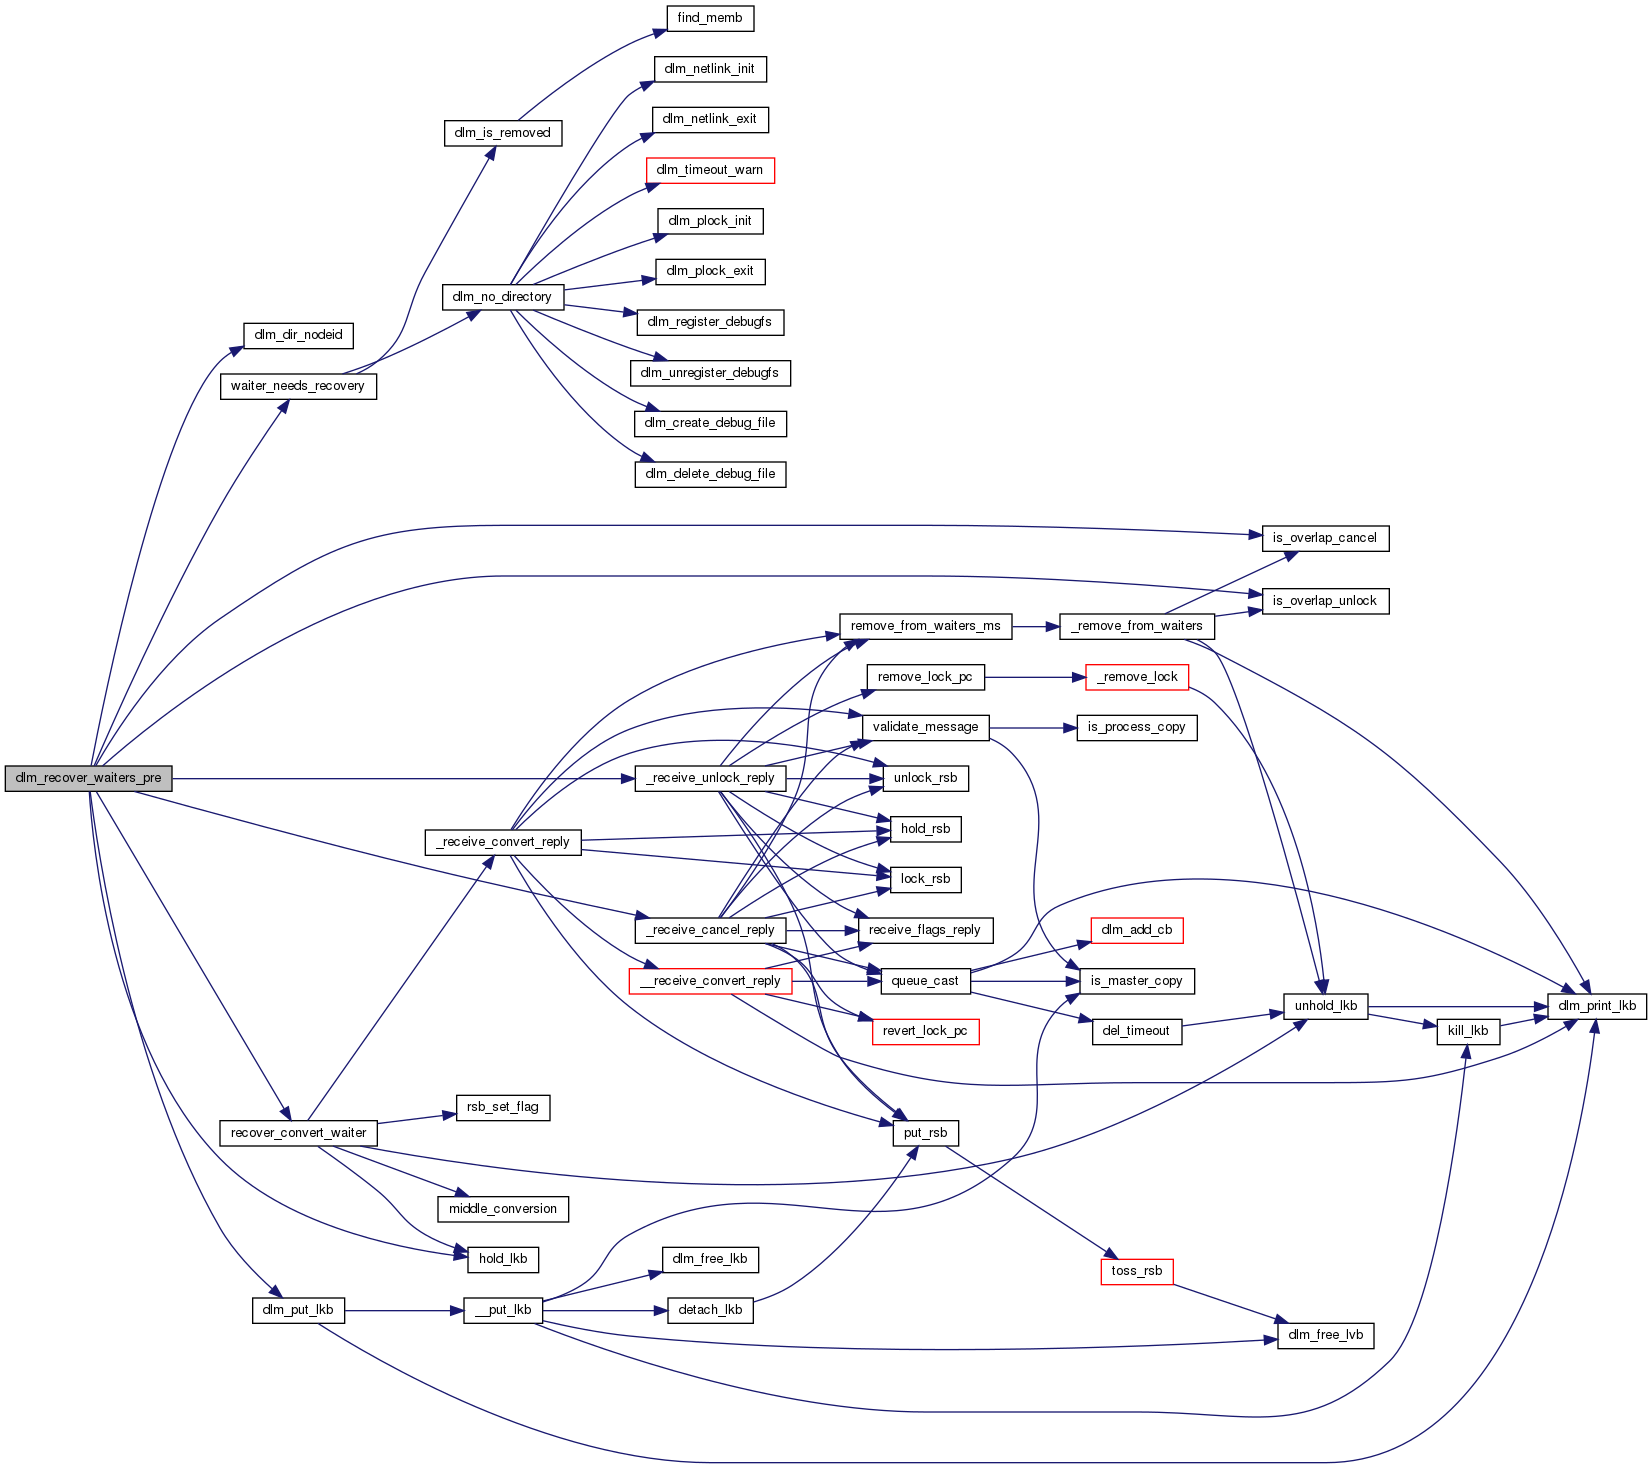 find_memb
dlm_netlink_init
dlm_netlink_exit
dlm_is_removed
dlm_timeout_warn
dlm_plock_init
dlm_plock_exit
dlm_no_directory
dlm_register_debugfs
dlm_dir_nodeid
dlm_unregister_debugfs
waiter_needs_recovery
dlm_create_debug_file
dlm_delete_debug_file
is_overlap_cancel
is_overlap_unlock
remove_from_waiters_ms
_remove_from_waiters
remove_lock_pc
_remove_lock
validate_message
is_process_copy
dlm_recover_waiters_pre
_receive_unlock_reply
unlock_rsb
hold_rsb
_receive_convert_reply
lock_rsb
_receive_cancel_reply
receive_flags_reply
dlm_add_cb
__receive_convert_reply
queue_cast
is_master_copy
unhold_lkb
dlm_print_lkb
revert_lock_pc
del_timeout
kill_lkb
rsb_set_flag
recover_convert_waiter
put_rsb
middle_conversion
hold_lkb
dlm_free_lkb
toss_rsb
dlm_put_lkb
__put_lkb
detach_lkb
dlm_free_lvb